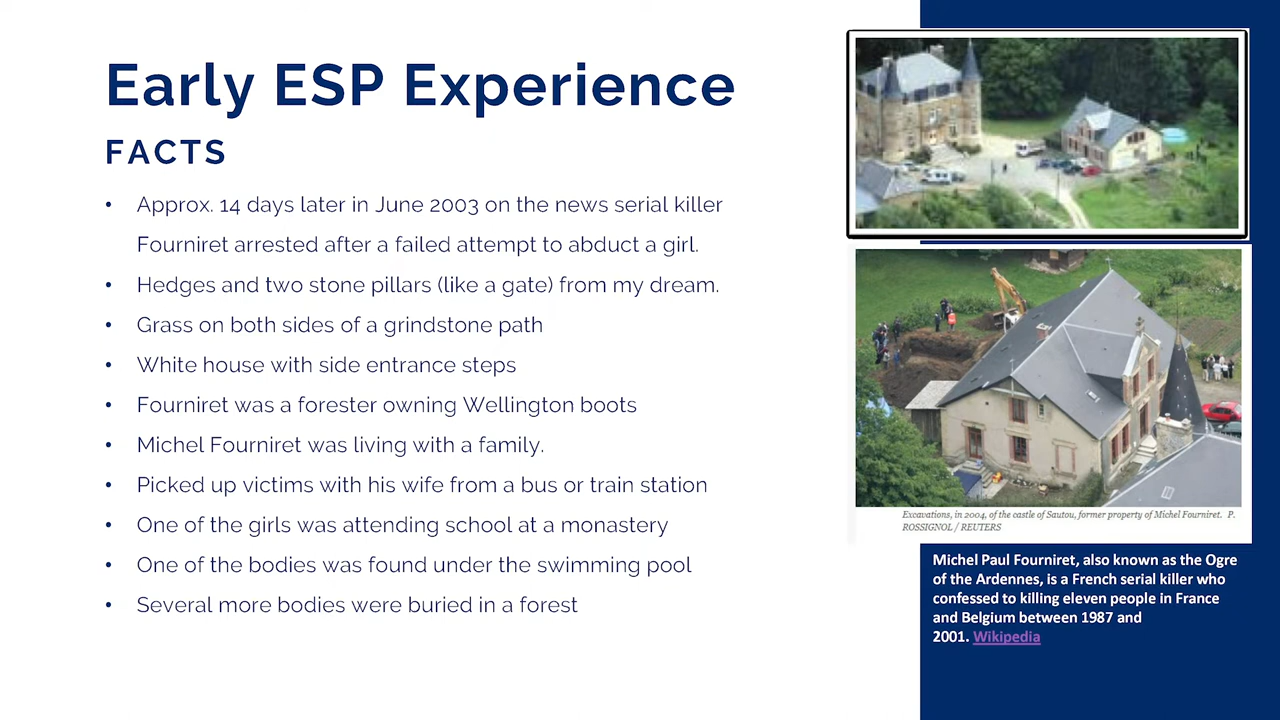 Early ESP Experience
FACTS
• Approx. 14 days later in June 2003 on the news serial killer
Fourniret arrested after a failed attempt to abduct a girl.
• Hedges and two stone pillars (like a gate) from my dream.
• Grass on both sides of a grindstone path
• White house with side entrance steps
• Fourniret was a forester owning Wellington boots
• Michel Fourniret was living with a family.
• Picked up victims with his wife from a bus or train station
• One of the girls was attending school at a monastery
• One of the bodies was found under the swimming pool
• Several more bodies were buried in a forest
Excavations, in 2004, of the castle of Sautou, former property of Michel Fourniret. P.
ROSSIGNOL / REUTERS
Michel Paul Fourniret, also known as the Ogre
of the Ardennes, is a French serial killer who
confessed to killing eleven people in France
and Belgium between 1987 and
2001. Wikipedia